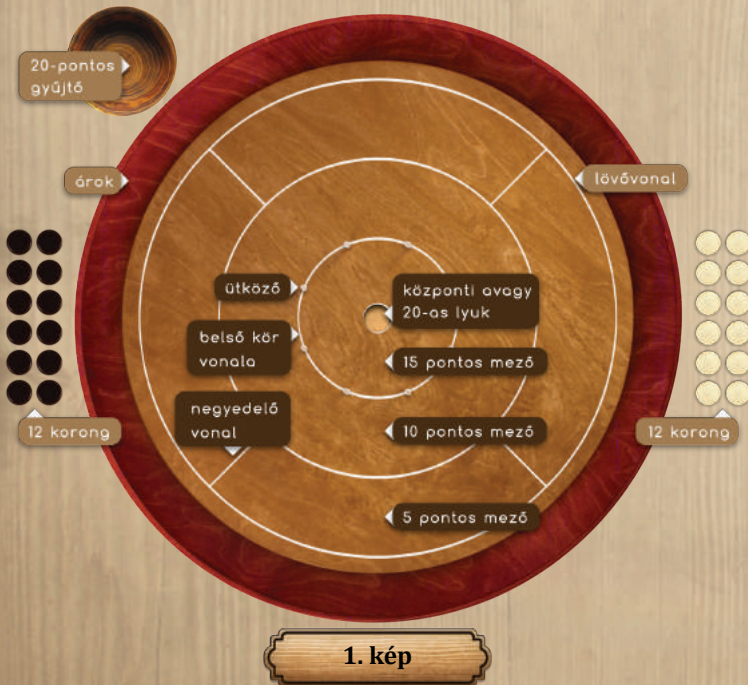 20-pontos
gyűjtő
árok
lövővonal
ütköző
központi avagy
20-as lyuk
belső kör
vonala
15 pontos mező
negyedelő
vonal
10 pontos mező
12 korong
12 korong
5 pontos mező
1. kép